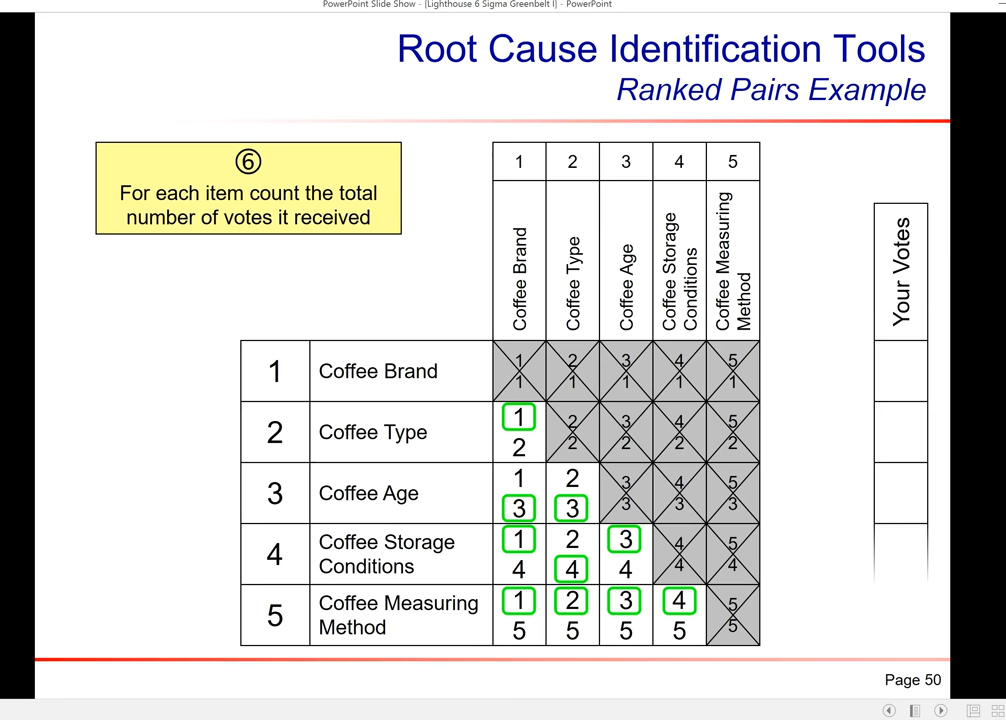 PowerPoint Slide Show - [Lighthouse 6 Sigma Greenbelt I] - PowerPoint
Root Cause Identification Tools
Ranked Pairs Example
⑥
For each item count the total
number of votes it received
1 2 3 4 5
Coffee Brand
Coffee Type
Coffee Age
Coffee Storage
Conditions
Coffee Measuring
Method
Your Votes
1 2 3 4 5
1 Coffee Brand
1 1 1 1 1
1 2 3 4 5
2 Coffee Type
2 2 2 2 2
1 2 3 4 5
3 Coffee Age
3 3 3 3 3
1 2 3 4 5
4 Coffee Storage
Conditions
4 4 4 4 4
1 2 3 4 5
5 Coffee Measuring
Method
5 5 5 5 5
Page 50